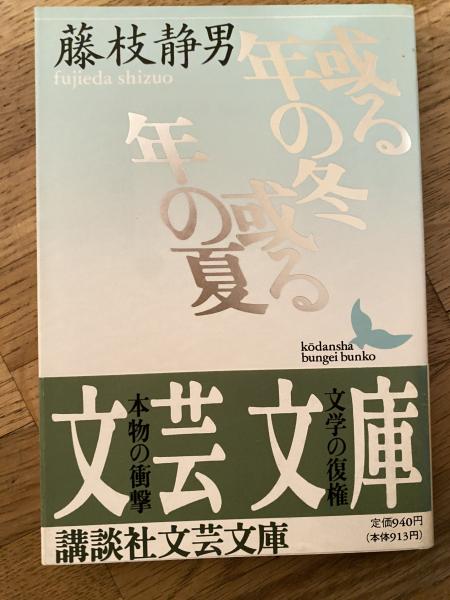 藤枝静男
fujieda shizuo
或る
年の冬
或る
年の夏
kōdansha
bungei bunko
文芸文庫
文学の復権
本物の衝撃
講談社文芸文庫
定価940円
(本体913円)